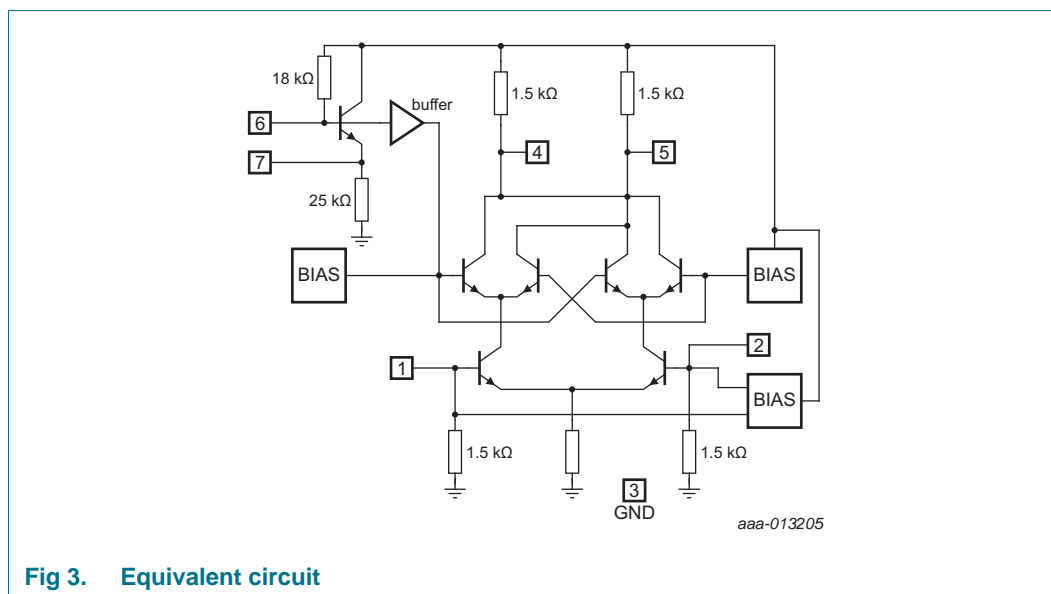 18 kΩ
1.5 kΩ
1.5 kΩ
buffer
6
4
5
7
25 kΩ
BIAS
BIAS
2
1
BIAS
1.5 kΩ
1.5 kΩ
3
GND
aaa-013205
Fig 3. Equivalent circuit